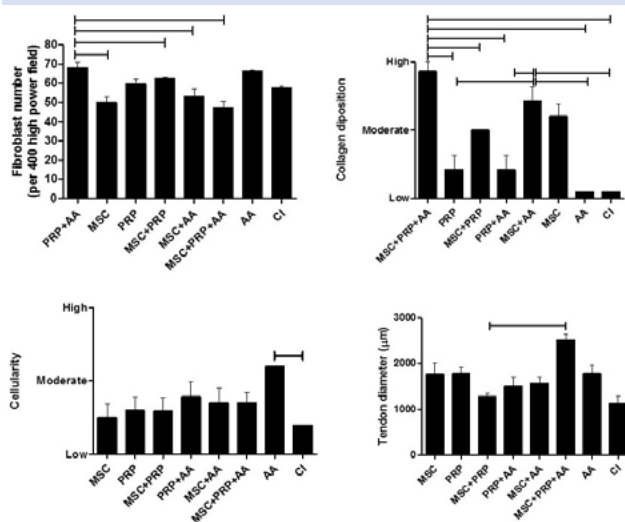 Fibroblast number
(per 400 high power field)
80
70
60
50
40
30
20
10
0
PRP+AA
MSC
PRP
MSC+PRP
MSC+AA
MSC+PRP+AA
AA
CI
Collagen diposition
High
Moderate
Low
MSC+PRP+AA
PRP
MSC+PRP
PRP+AA
MSC+AA
MSC
AA
CI
Cellularity
High
Moderate
Low
MSC
PRP
MSC+PRP
PRP+AA
MSC+AA
MSC+PRP+AA
AA
CI
Tendon diameter (μm)
3000
2000
1000
0
MSC
PRP
MSC+PRP
PRP+AA
MSC+AA
MSC+PRP+AA
AA
CI